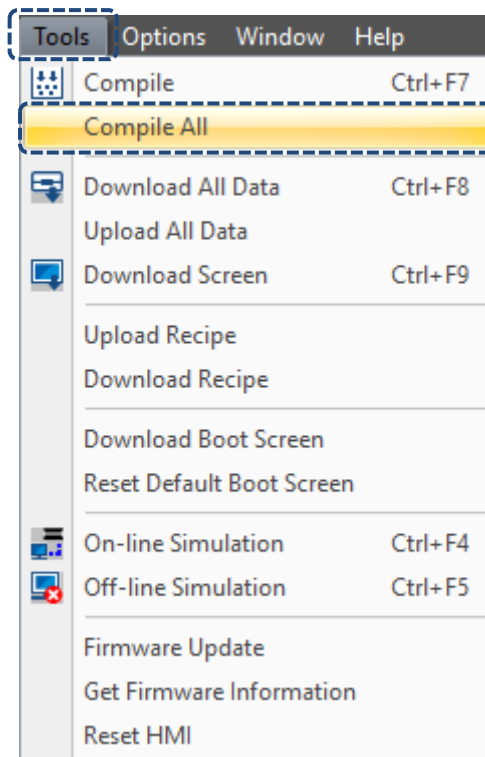 Tools Options Window Help
Compile Ctrl+F7
Compile All
Download All Data Ctrl+F8
Upload All Data
Download Screen Ctrl+F9
Upload Recipe
Download Recipe
Download Boot Screen
Reset Default Boot Screen
On-line Simulation Ctrl+F4
Off-line Simulation Ctrl+F5
Firmware Update
Get Firmware Information
Reset HMI